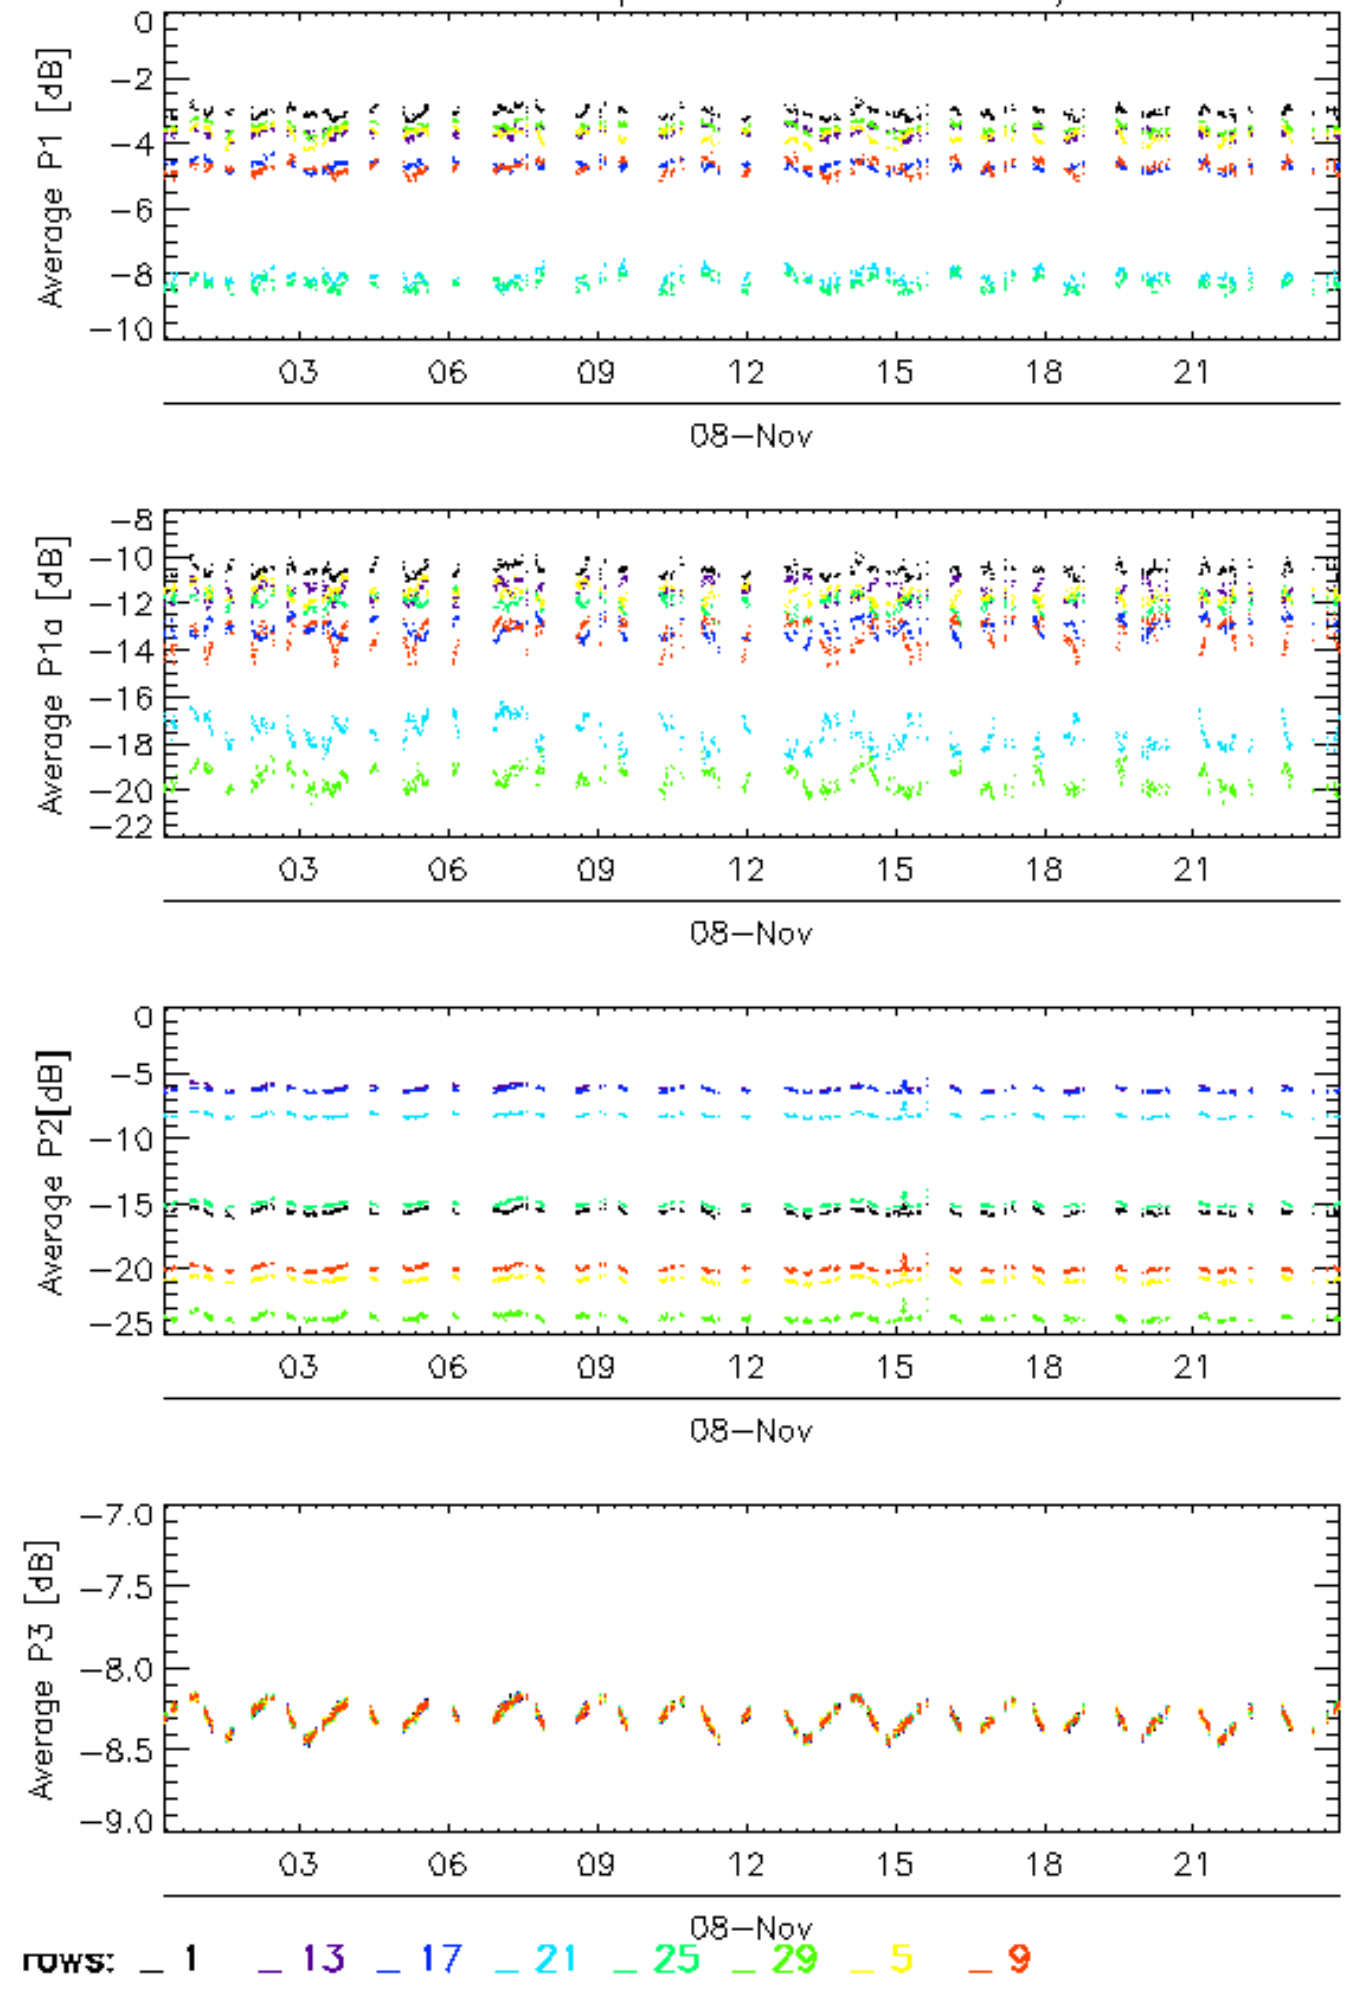 Average P1 [dB]
0
−2
−4
−6
−8
−10
03 06 09 12 15 18 21
08−Nov
Average P1a [dB]
−8
−10
−12
−14
−16
−18
−20
−22
03 06 09 12 15 18 21
08−Nov
Average P2[dB]
0
−5
−10
−15
−20
−25
03 06 09 12 15 18 21
08−Nov
Average P3 [dB]
−7.0
−7.5
−8.0
−8.5
−9.0
03 06 09 12 15 18 21
08−Nov
rows: _ 1 _ 13 _ 17 _ 21 _ 25 _ 29 _ 5 _ 9